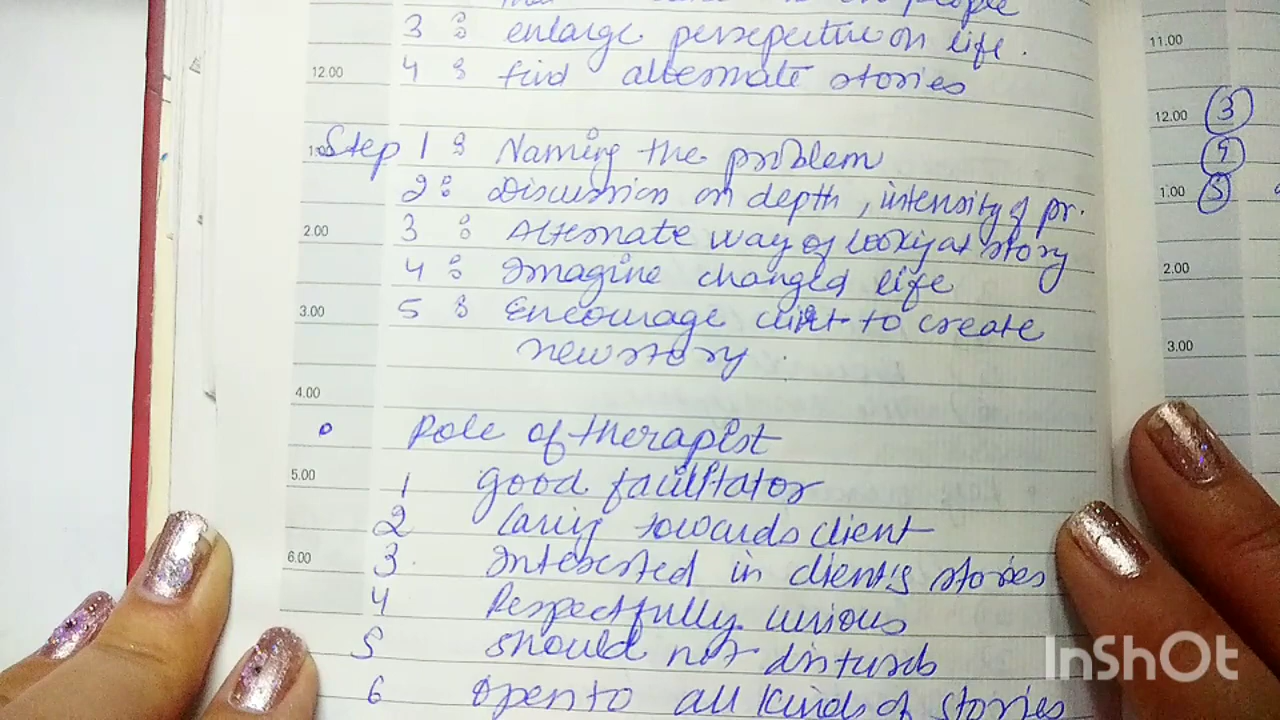 people
3 : enlarge perspective on life.
12.00 4 : find alternate stories
1.00 Step 1 : Naming the problem
2 : Discussion on depth, intensity of pr.
2.00 3 : Alternate way of looking at story
4 : Imagine changed life
3.00 5 : Encourage client to create
new story.
4.00
Role of therapist
5.00 1 good facilitator
2 Caring towards client
6.00 3. Interested in client's stories
4 Respectfully curious
5 should not disturb
6 open to all kinds of stories
11.00
12.00 3
4
1.00 5
2.00
3.00
InShOt